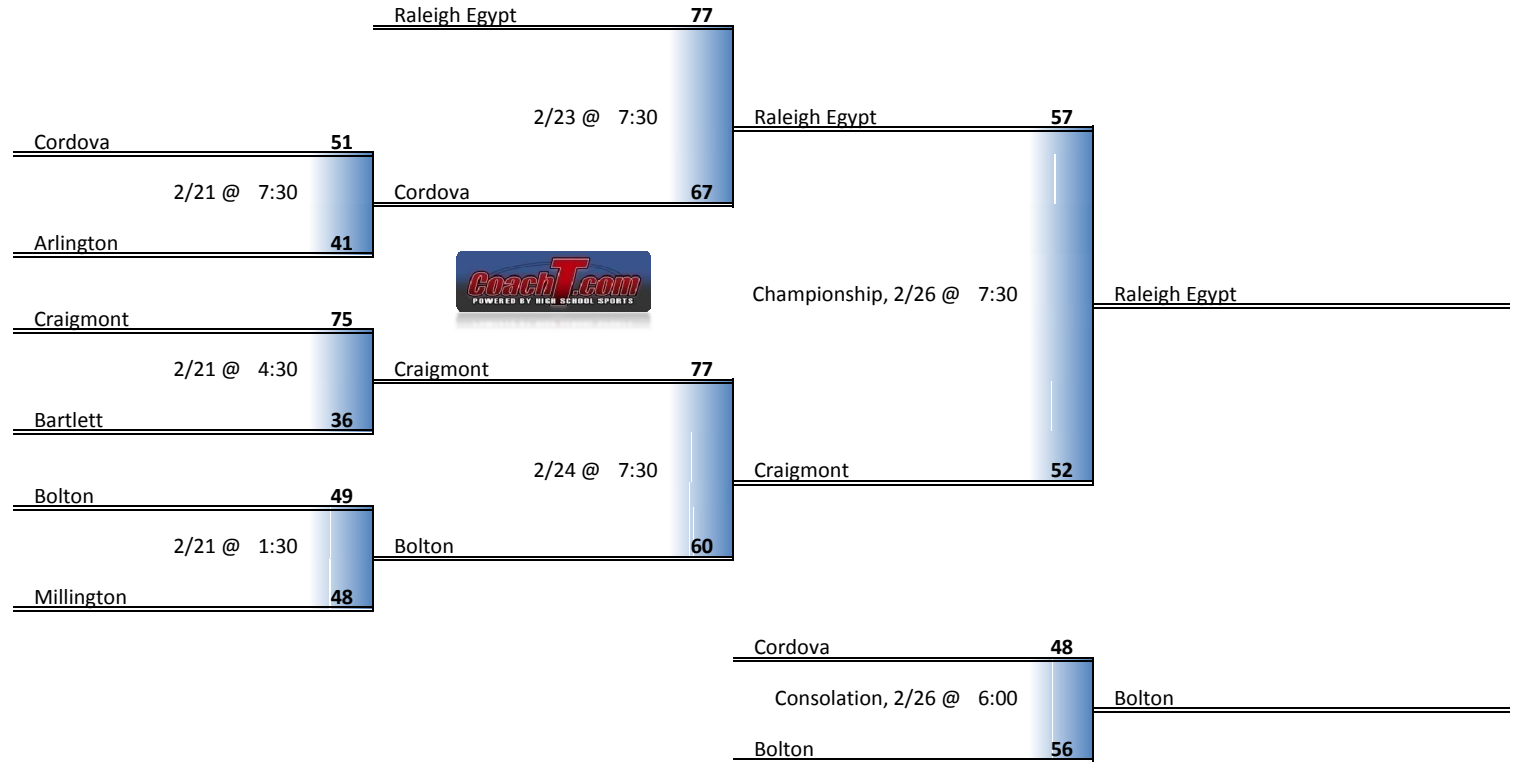 Raleigh Egypt 77
2/23 @ 7:30
Raleigh Egypt 57
Cordova 51
2/21 @ 7:30
Cordova 67
Arlington 41
CoachT.com
POWERED BY HIGH SCHOOL SPORTS
Championship, 2/26 @ 7:30
Raleigh Egypt
Craigmont 75
2/21 @ 4:30
Craigmont 77
Bartlett 36
2/24 @ 7:30
Craigmont 52
Bolton 49
2/21 @ 1:30
Bolton 60
Millington 48
Cordova 48
Consolation, 2/26 @ 6:00
Bolton
Bolton 56